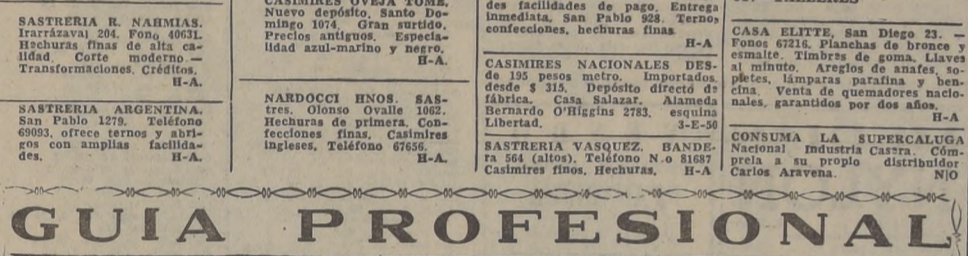 SASTRERIA R. NAHMIAS.
Irarrázaval 204. Fono 40631.
Hechuras finas de alta ca-
lidad. Corte moderno.—
Transformaciones. Créditos.
H-A.
SASTRERIA ARGENTINA.
San Pablo 1279. Teléfono
69093, ofrece ternos y abri-
gos con amplias facilida-
des. H-A.
CASIMIRES OVEJA TOME.
Nuevo depósito, Santo Do-
mingo 1074. Gran surtido.
Precios antiguos. Especia-
lidad azul-marino y negro.
H-A.
NARDOCCI HNOS. SAS-
tres. Olonso Ovalle 1062.
Hechuras de primera. Con-
fecciones finas. Casimires
ingleses. Teléfono 67656.
H-A.
des facilidades de pago. Entrega
inmediata. San Pablo 928. Ternos
confecciones, hechuras finas
H-A
CASIMIRES NACIONALES DES-
de 195 pesos metro. Importados,
desde $ 315. Depósito directo de
fábrica. Casa Salazar. Alameda
Bernardo O'Higgins 2783, esquina
Libertad. 3-E-50
SASTRERIA VASQUEZ. BANDE-
ra 564 (altos). Teléfono N.o 81687
Casimires finos, Hechuras. H-A
CASA ELITTE, San Diego 23. —
Fonos 67216. Planchas de bronce y
esmalte. Timbres de goma. Llaves
al minuto. Areglos de anafes, so-
pletes, lámparas parafina y ben-
cina. Venta de quemadores nacio-
nales, garantidos por dos años.
H-A
CONSUMA LA SUPERCALUGA
Nacional Industria Casera. Cóm-
prela a su propio distribuidor
Carlos Aravena. N|O
GUIA PROFESIONAL